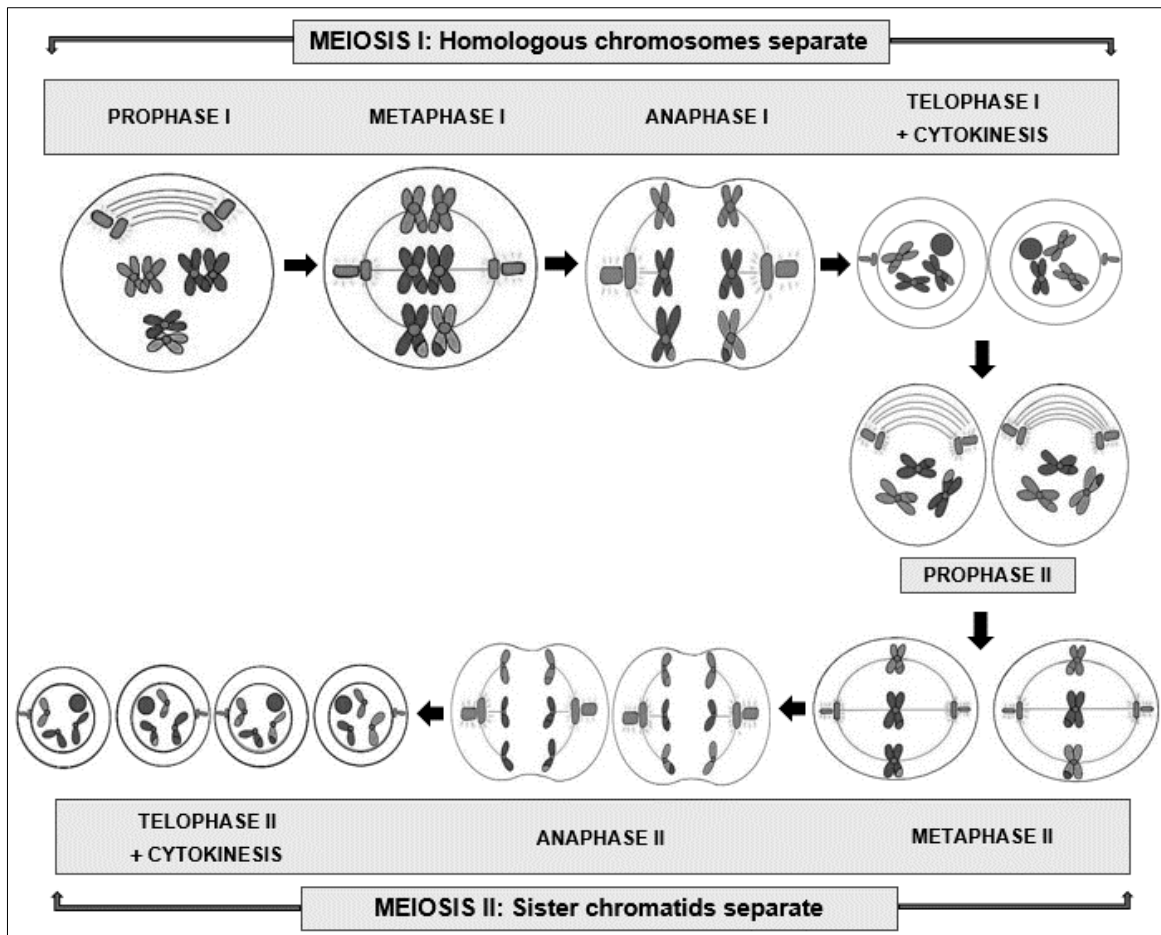 MEIOSIS I: Homologous chromosomes separate
PROPHASE I
METAPHASE I
ANAPHASE I
TELOPHASE I
+ CYTOKINESIS
PROPHASE II
TELOPHASE II
+ CYTOKINESIS
ANAPHASE II
METAPHASE II
MEIOSIS II: Sister chromatids separate